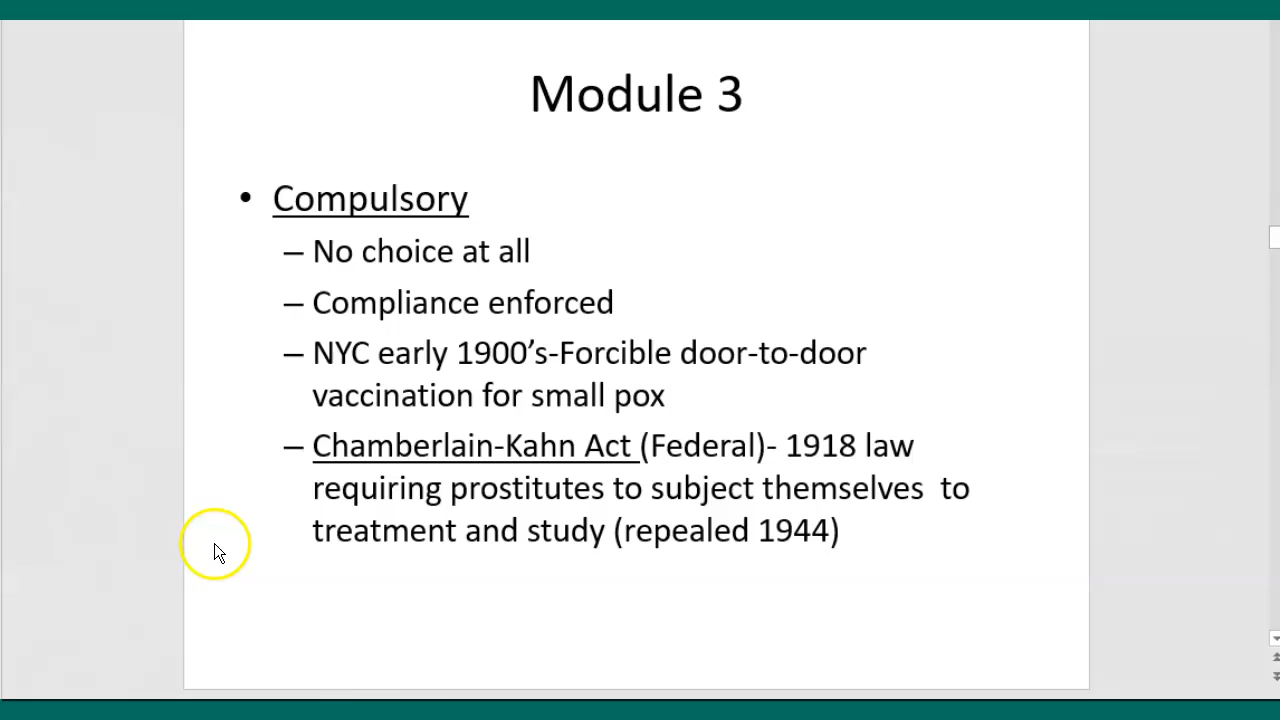 Module 3
• Compulsory
– No choice at all
– Compliance enforced
– NYC early 1900’s-Forcible door-to-door
vaccination for small pox
– Chamberlain-Kahn Act (Federal)- 1918 law
requiring prostitutes to subject themselves  to
treatment and study (repealed 1944)